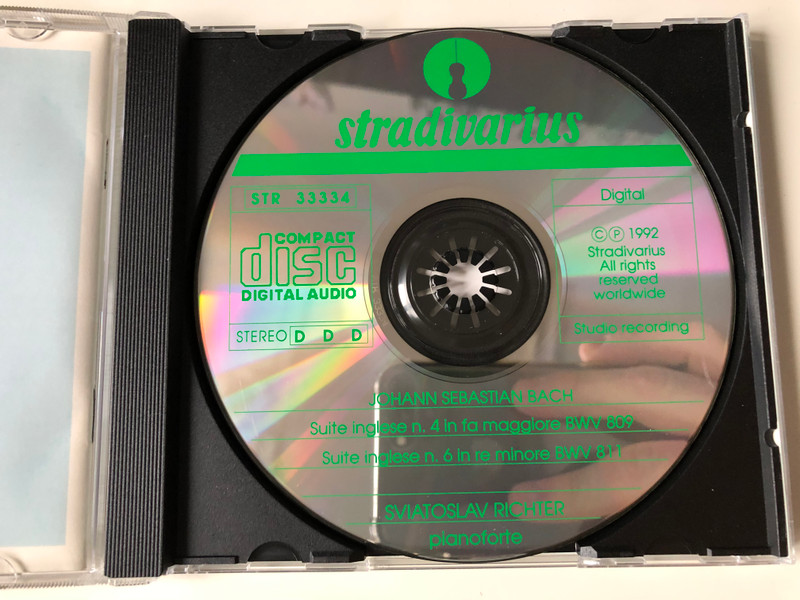 stradivarius
STR 33334
COMPACT
disc
DIGITAL AUDIO
STEREO D D D
Digital
© ℗ 1992
Stradivarius
All rights
reserved
worldwide
Studio recording
JOHANN SEBASTIAN BACH
Suite inglese n. 4 in fa maggiore BWV 809
Suite inglese n. 6 in re minore BWV 811
SVIATOSLAV RICHTER
pianoforte